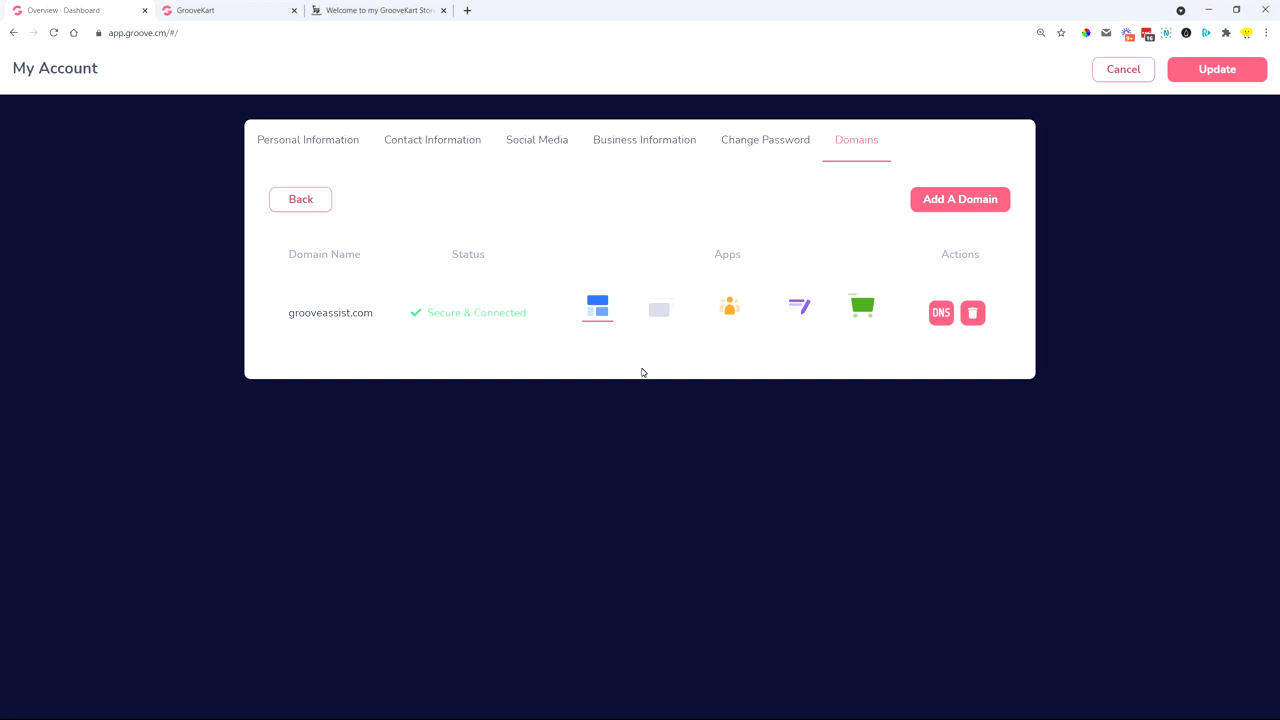 Overview · Dashboard
GrooveKart
Welcome to my GrooveKart Stor
app.groove.cm/#/
9+
16
My Account
Cancel
Update
Personal Information
Contact Information
Social Media
Business Information
Change Password
Domains
Back
Add A Domain
Domain Name
Status
Apps
Actions
grooveassist.com
Secure & Connected
DNS